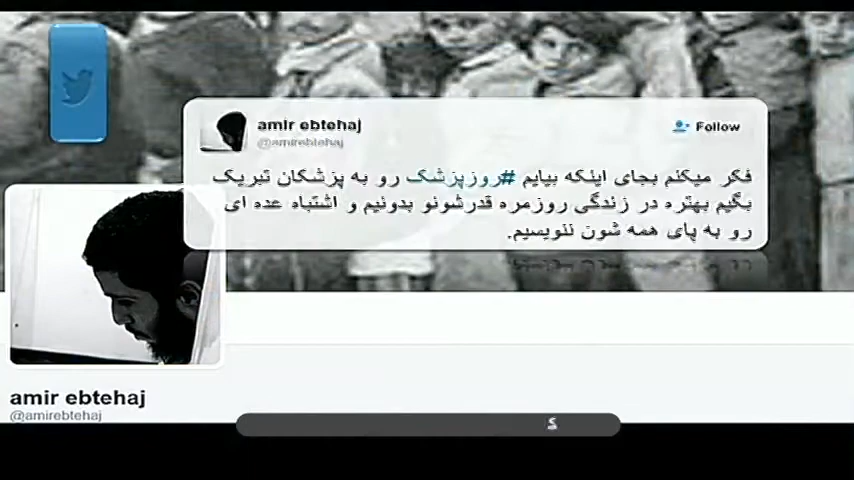 amir ebtehaj
@amirebtehaj
Follow
فکر میکنم بجای اینکه بیایم #روزپزشک رو به پزشکان تبریک
بگیم بهتره در زندگی روزمره قدرشونو بدونیم و اشتباه عده ای
رو به پای همه شون ننویسیم.
amir ebtehaj
@amirebtehaj